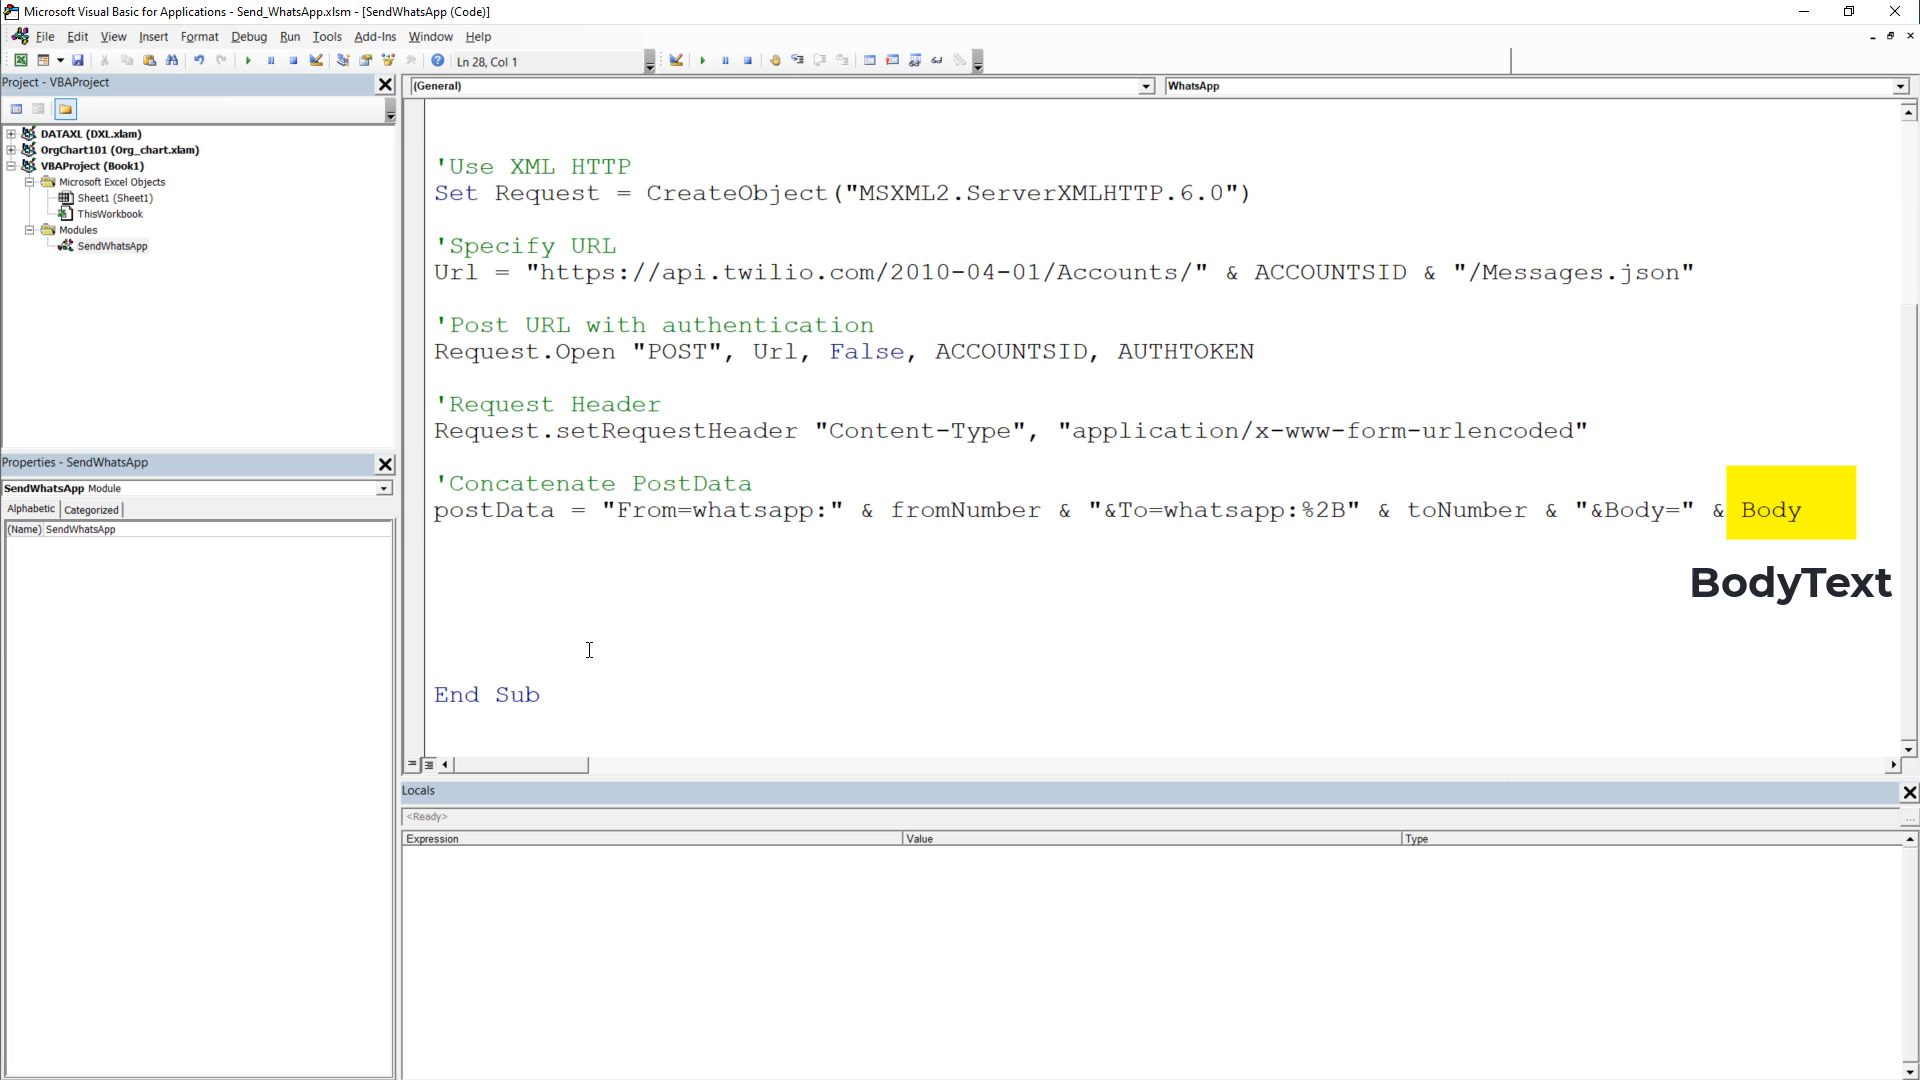 Microsoft Visual Basic for Applications - Send_WhatsApp.xlsm - [SendWhatsApp (Code)]
File Edit View Insert Format Debug Run Tools Add-Ins Window Help
Ln 28, Col 1
Project - VBAProject
(General)
WhatsApp
DATAXL (DXL.xlam)
OrgChart101 (Org_chart.xlam)
VBAProject (Book1)
Microsoft Excel Objects
Sheet1 (Sheet1)
ThisWorkbook
Modules
SendWhatsApp
Properties - SendWhatsApp
SendWhatsApp Module
Alphabetic Categorized
(Name) SendWhatsApp
'Use XML HTTP
Set Request = CreateObject("MSXML2.ServerXMLHTTP.6.0")
'Specify URL
Url = "https://api.twilio.com/2010-04-01/Accounts/" & ACCOUNTSID & "/Messages.json"
'Post URL with authentication
Request.Open "POST", Url, False, ACCOUNTSID, AUTHTOKEN
'Request Header
Request.setRequestHeader "Content-Type", "application/x-www-form-urlencoded"
'Concatenate PostData
postData = "From=whatsapp:" & fromNumber & "&To=whatsapp:%2B" & toNumber & "&Body=" & Body
BodyText
End Sub
Locals
<Ready>
...
Expression Value Type